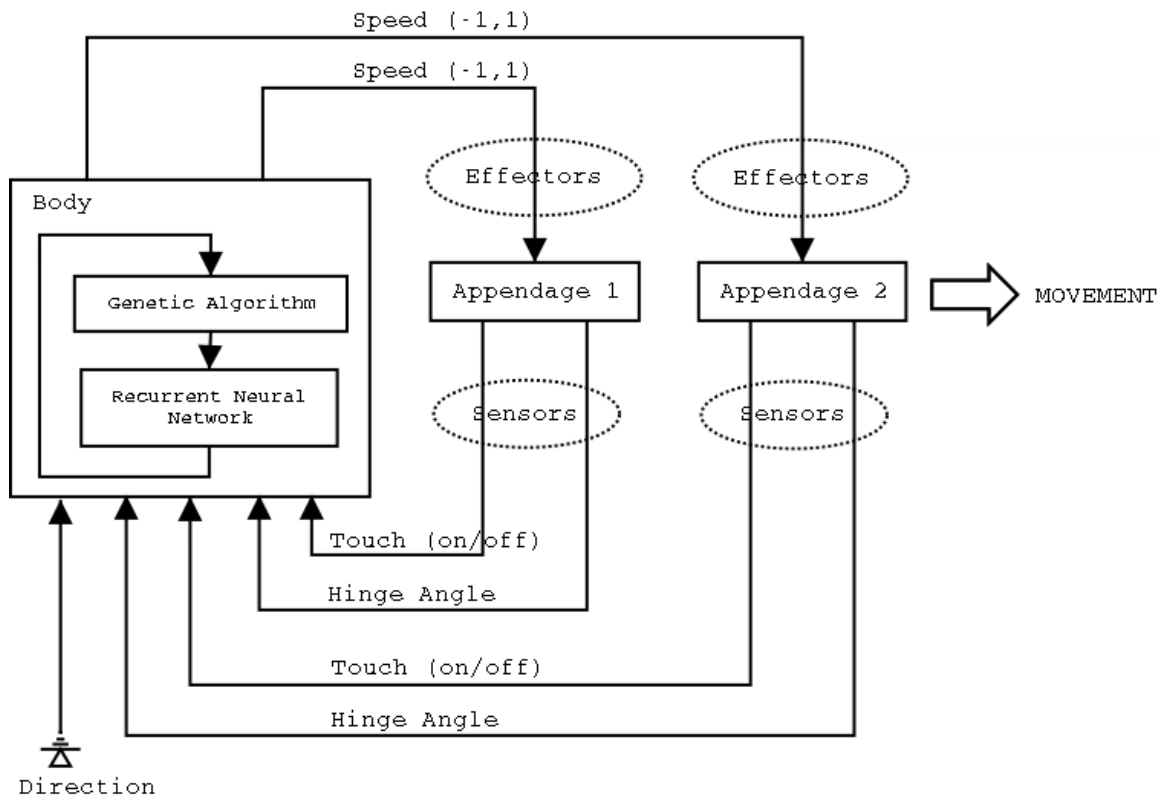 Speed (-1,1)
Speed (-1,1)
Effectors
Effectors
Body
Genetic Algorithm
Appendage 1
Appendage 2
MOVEMENT
Recurrent Neural
Network
Sensors
Sensors
Touch (on/off)
Hinge Angle
Touch (on/off)
Hinge Angle
Direction